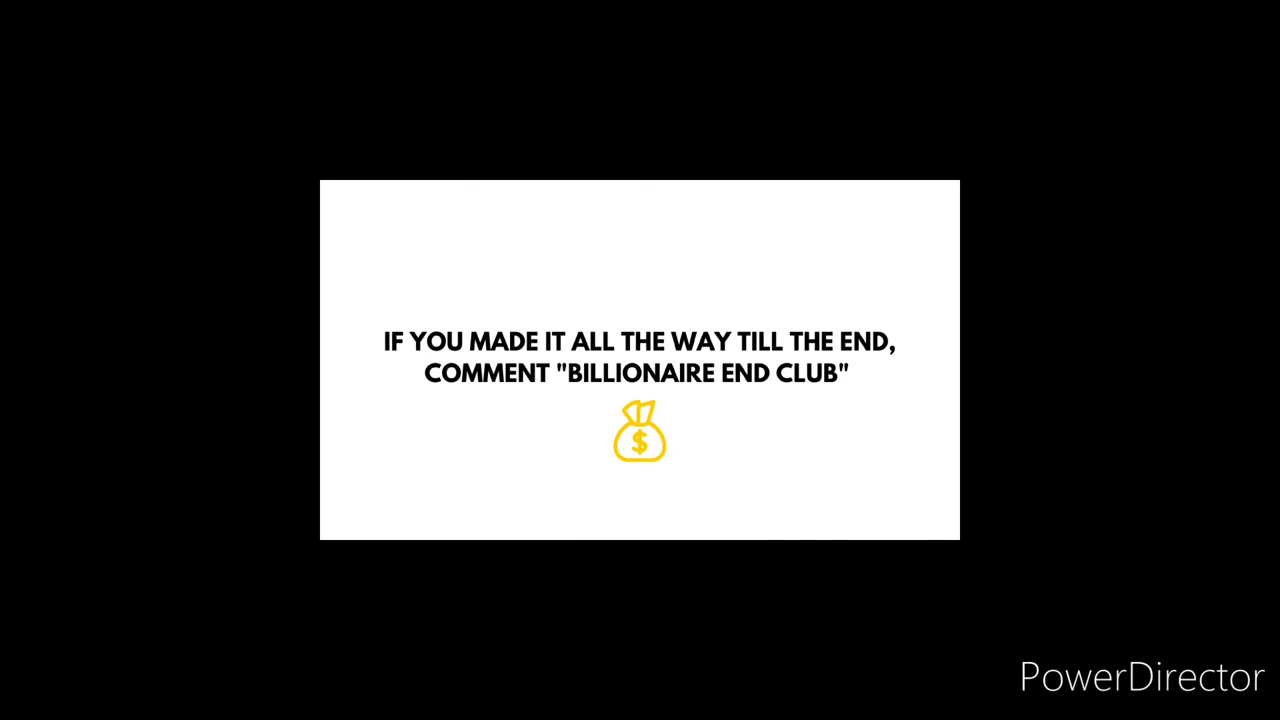 IF YOU MADE IT ALL THE WAY TILL THE END,
COMMENT "BILLIONAIRE END CLUB"
$
PowerDirector